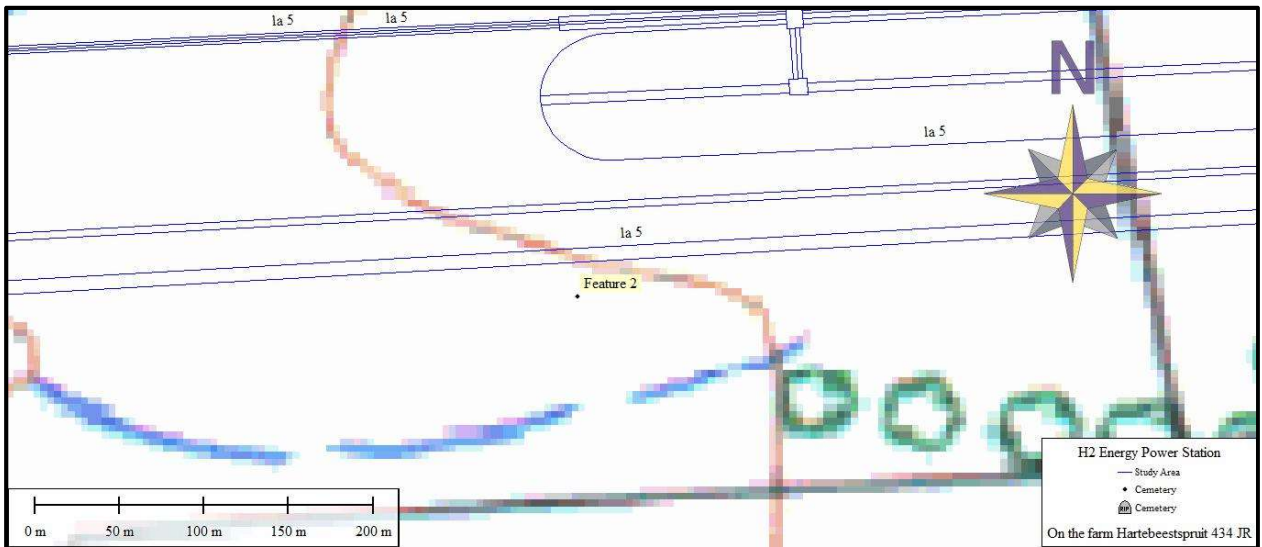 la 5
la 5
N
la 5
la 5
Feature 2
0 m 50 m 100 m 150 m 200 m
H2 Energy Power Station
Study Area
Cemetery
RIP
Cemetery
On the farm Hartebeestspruit 434 JR